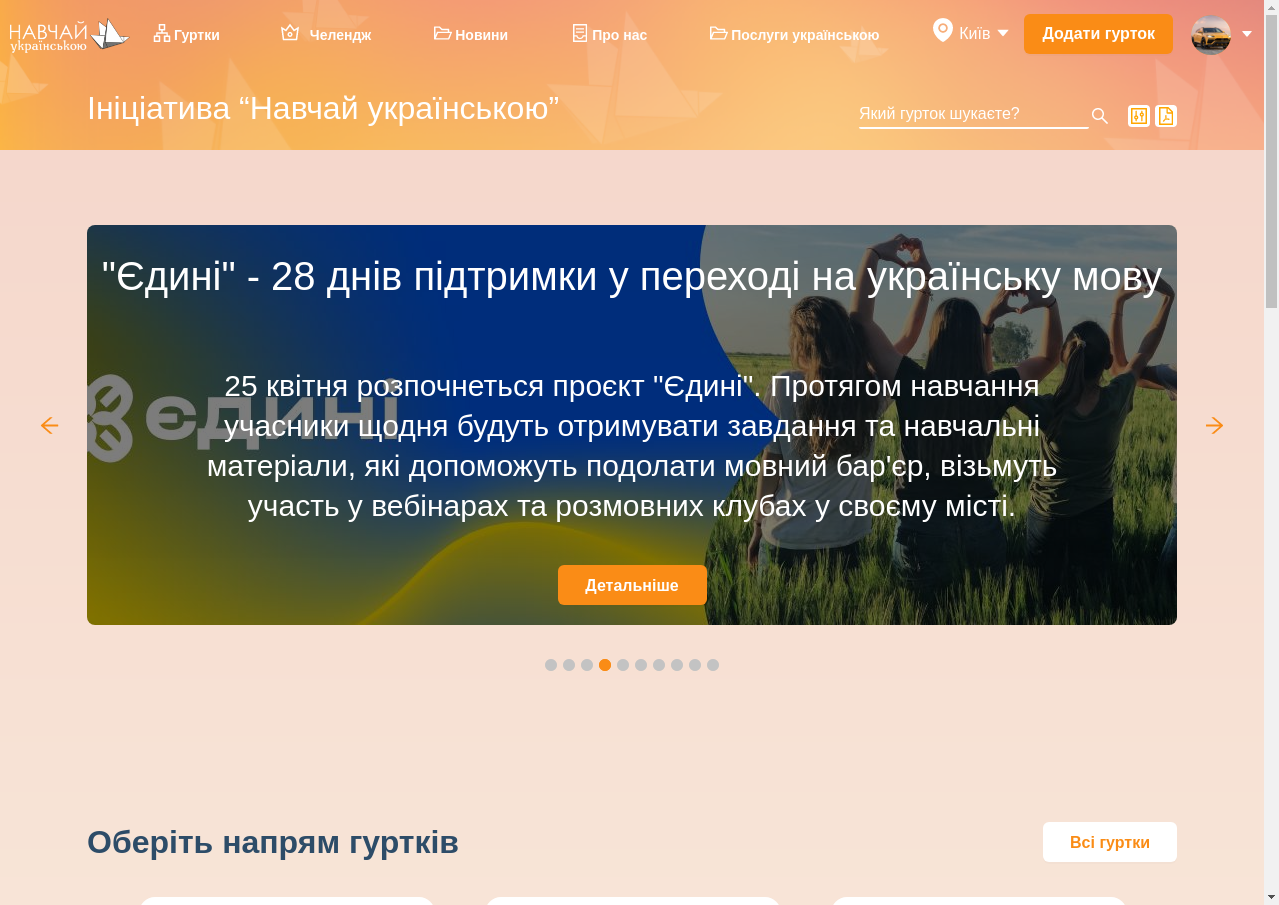 НАВЧАЙ
українською
Гуртки
Челендж
Новини
Про нас
Послуги українською
Київ
Додати гурток
Ініціатива “Навчай українською”
Який гурток шукаєте?
"Єдині" - 28 днів підтримки у переході на українську мову
єдині
25 квітня розпочнеться проєкт "Єдині". Протягом навчання
учасники щодня будуть отримувати завдання та навчальні
матеріали, які допоможуть подолати мовний бар'єр, візьмуть
участь у вебінарах та розмовних клубах у своєму місті.
Детальніше
Оберіть напрям гуртків
Всі гуртки